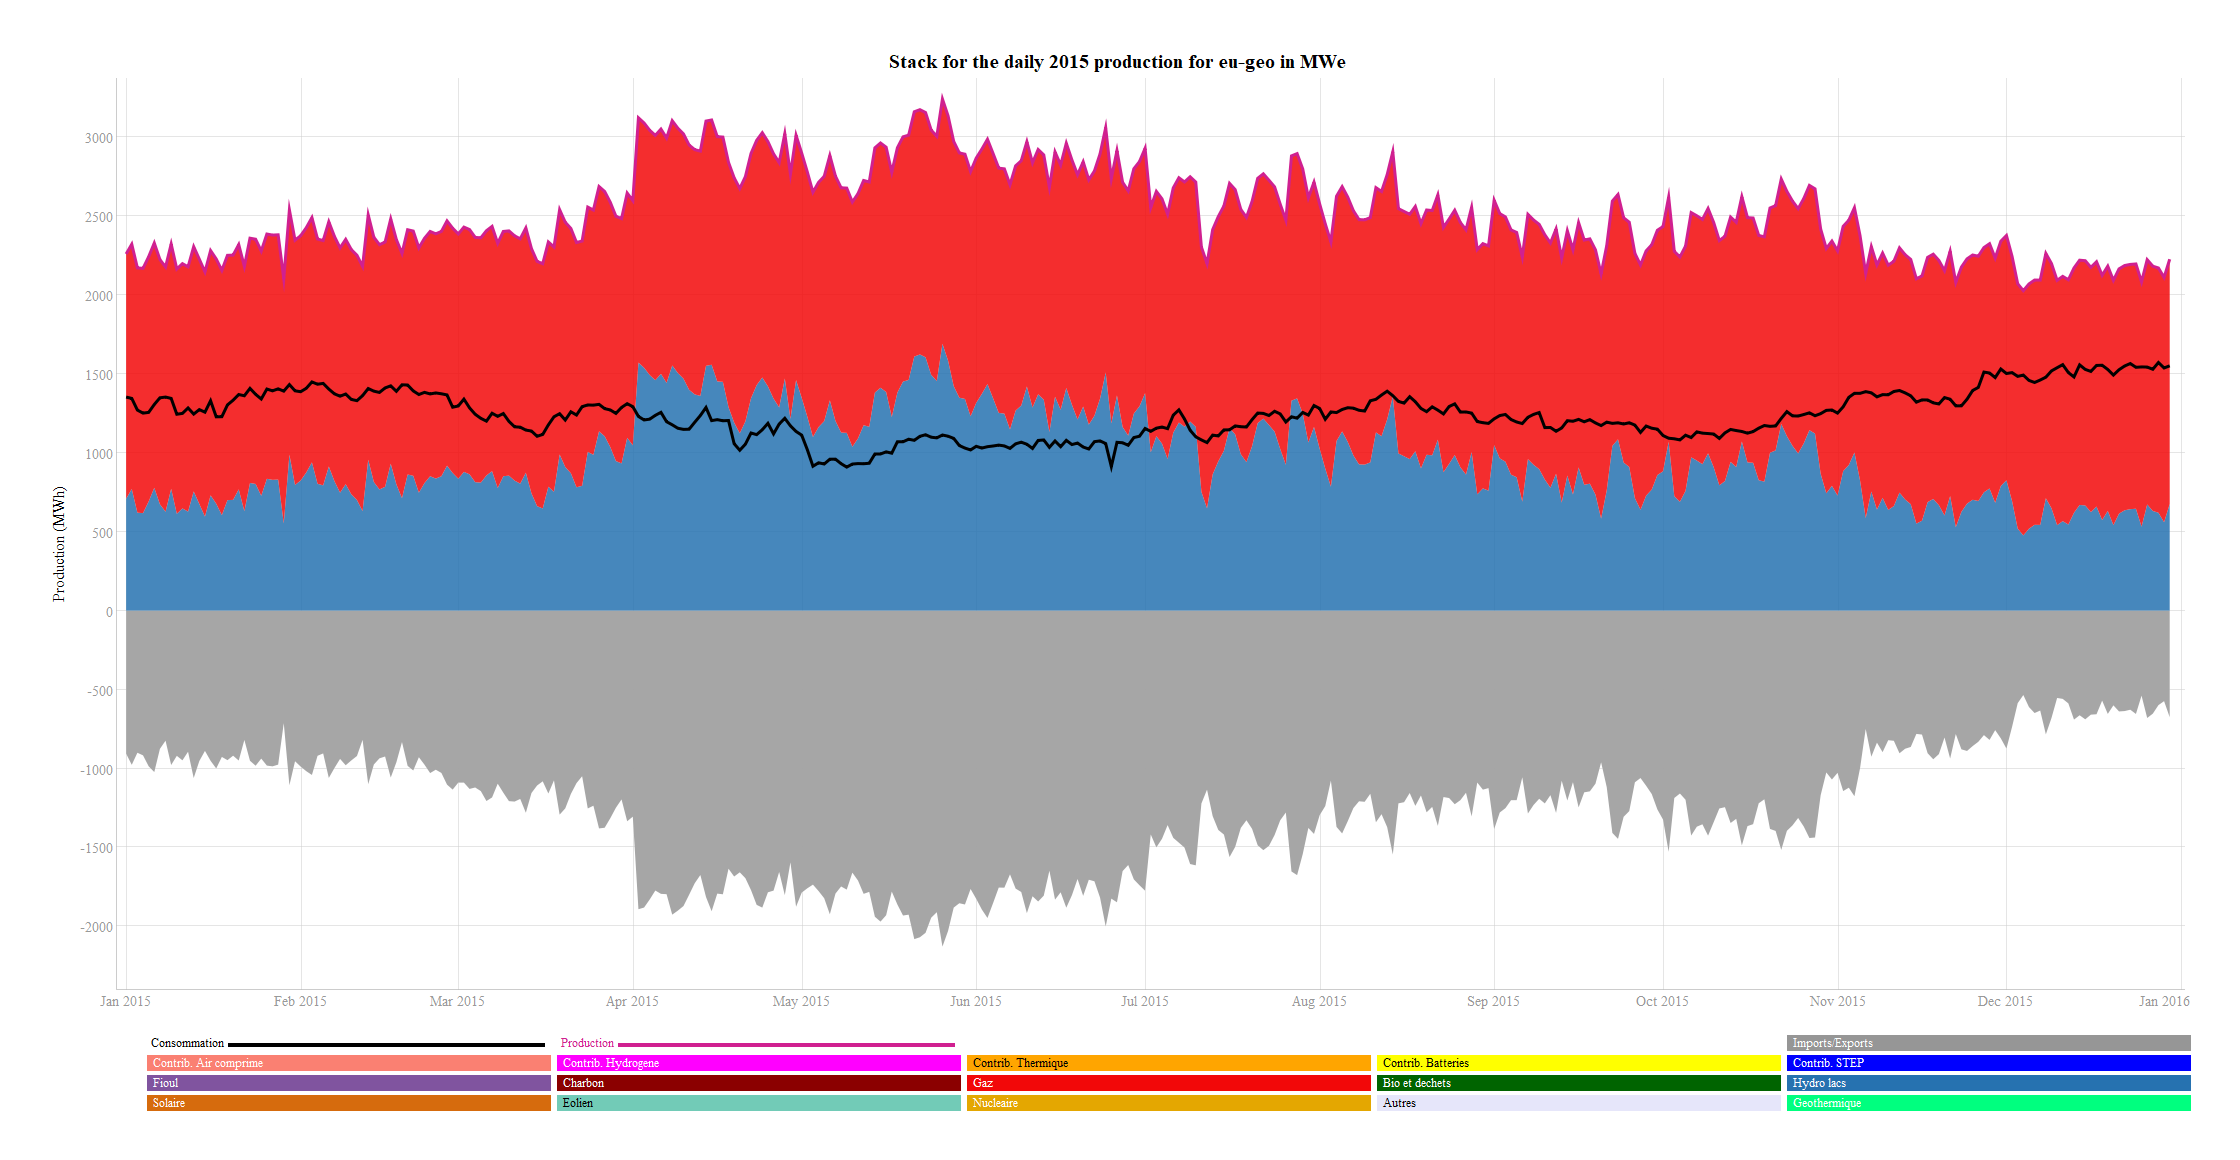 Stack for the daily 2015 production for eu-geo in MWe
Production (MWh)
3000
2500
2000
1500
1000
500
0
-500
-1000
-1500
-2000
Jan 2015 Feb 2015 Mar 2015 Apr 2015 May 2015 Jun 2015 Jul 2015 Aug 2015 Sep 2015 Oct 2015 Nov 2015 Dec 2015 Jan 2016
Consommation Production Imports/Exports
Contrib. Air comprime Contrib. Hydrogene Contrib. Thermique Contrib. Batteries Contrib. STEP
Fioul Charbon Gaz Bio et dechets Hydro lacs
Solaire Eolien Nucleaire Autres Geothermique